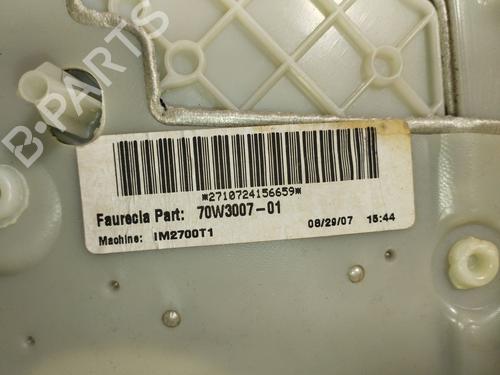 B-PARTS
*2710724156659*
Faurecia Part: 70W3007-01
Machine: IM2700T1 08/29/07 15:44